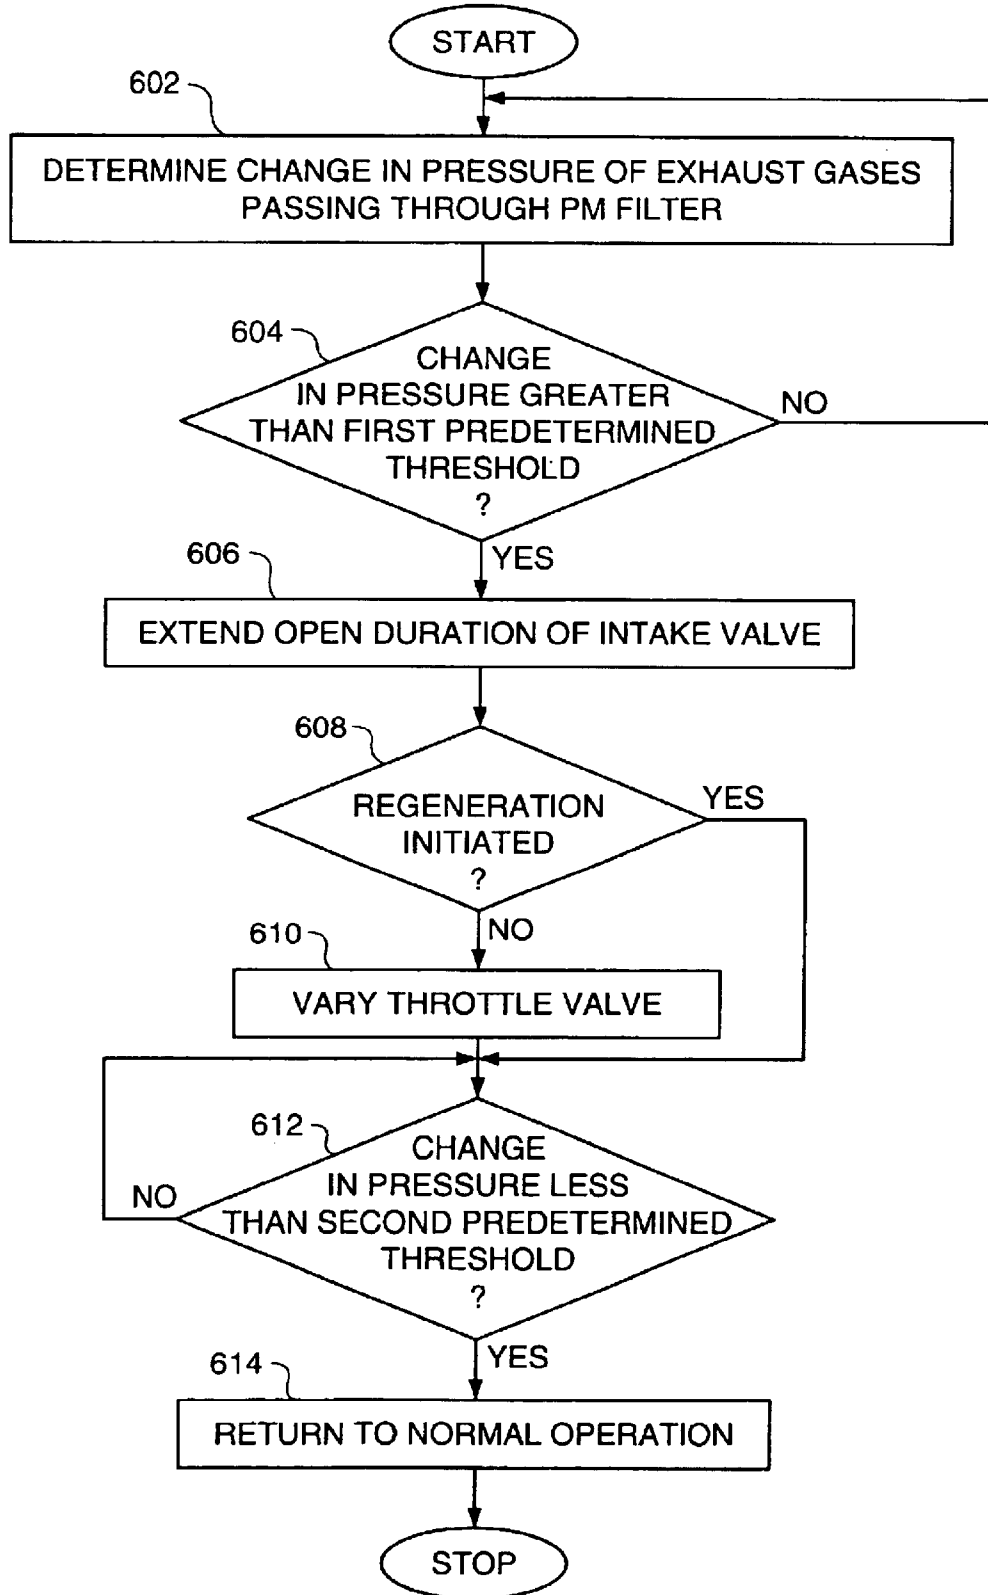 START
602
DETERMINE CHANGE IN PRESSURE OF EXHAUST GASES
PASSING THROUGH PM FILTER
604
CHANGE
IN PRESSURE GREATER
THAN FIRST PREDETERMINED
THRESHOLD
?
NO
YES
606
EXTEND OPEN DURATION OF INTAKE VALVE
608
REGENERATION
INITIATED
?
YES
NO
610
VARY THROTTLE VALVE
612
CHANGE
IN PRESSURE LESS
THAN SECOND PREDETERMINED
THRESHOLD
?
NO
YES
614
RETURN TO NORMAL OPERATION
STOP